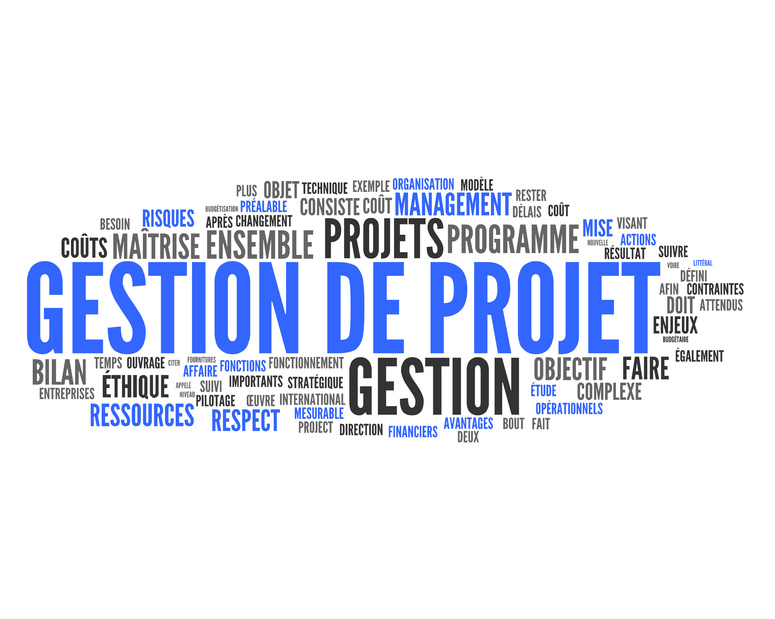 PLUS OBJET TECHNIQUE EXEMPLE ORGANISATION MODÈLE
BUDGÉTISATION PRÉALABLE CONSISTE COÛT MANAGEMENT RESTER
DÉLAIS COÛT
BESOIN RISQUES APRÈS CHANGEMENT
MISE VISANT
COÛTS MAÎTRISE ENSEMBLE PROJETS PROGRAMME NOUVELLE ACTIONS
RÉSULTAT SUIVRE
GESTION DE PROJET
VOIRE LITTÉRAL
DÉFINI
AFIN CONTRAINTES
DOIT ATTENDUS
ENJEUX
BUDGÉTAIRE
ÉGALEMENT
BILAN TEMPS OUVRAGE CITER FOURNITURES FONCTIONS FONCTIONNEMENT GESTION OBJECTIF FAIRE
AFFAIRE
ENTREPRISES ÉTHIQUE APPELÉ SUIVI IMPORTANTS STRATÉGIQUE ÉTUDE COMPLEXE
NIVEAU PILOTAGE ŒUVRE INTERNATIONAL
RESSOURCES RESPECT MESURABLE OPÉRATIONNELS
PROJECT DIRECTION FINANCIERS AVANTAGES BOUT FAIT
DEUX